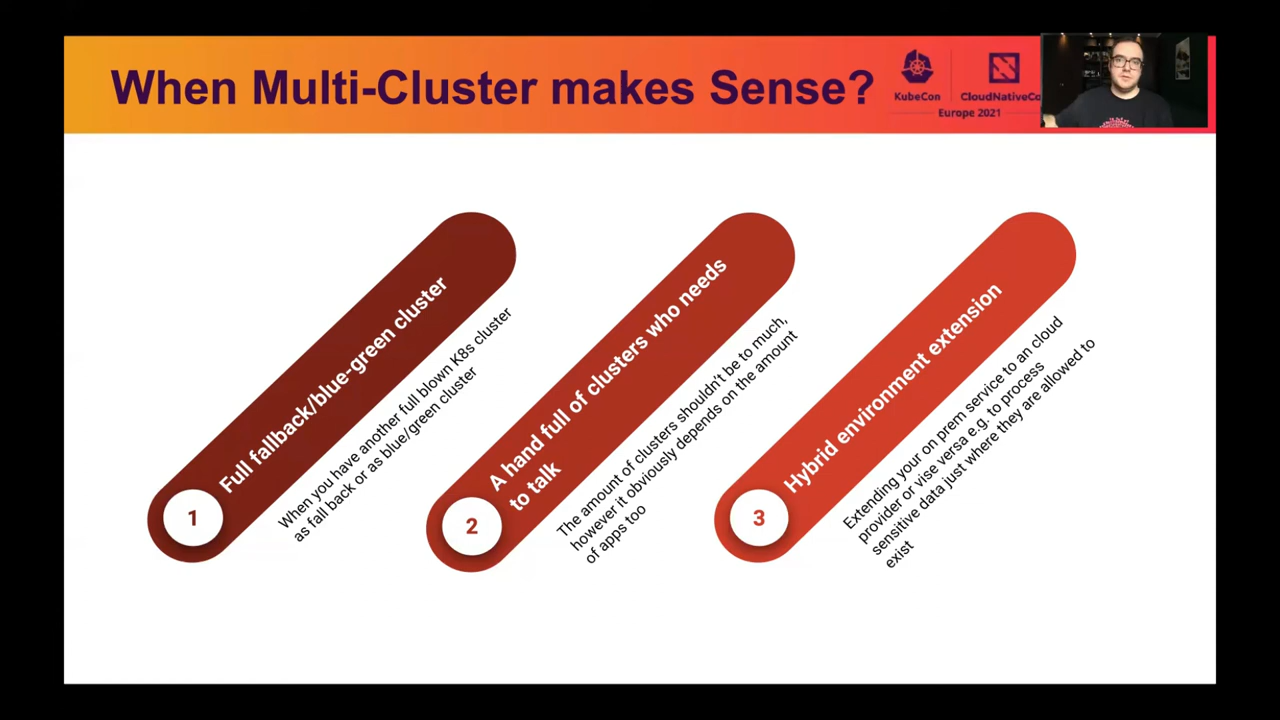 When Multi-Cluster makes Sense?
KubeCon
CloudNativeCo
Europe 2021
1
Full fallback/blue-green cluster
When you have another full blown K8s cluster
as fall back or as blue/green cluster
2
A hand full of clusters who needs
to talk
The amount of clusters shouldn't be to much,
however it obviously depends on the amount
of apps too
3
Hybrid environment extension
Extending your on prem service to an cloud
provider or vise versa e.g. to process
sensitive data just where they are allowed to
exist